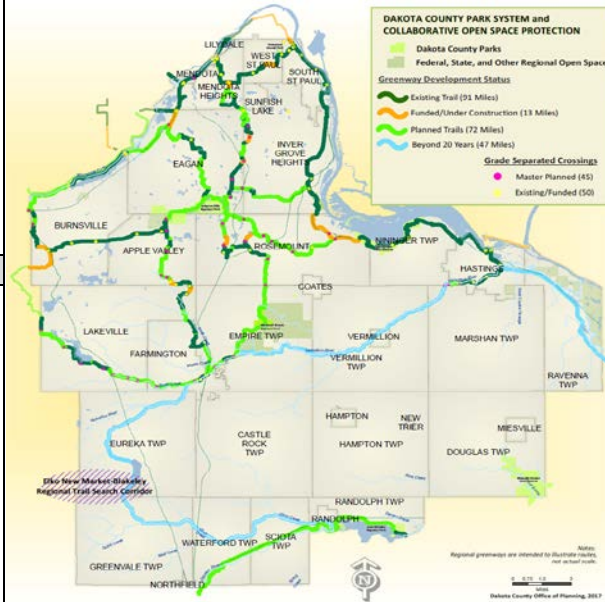 DAKOTA COUNTY PARK SYSTEM and
COLLABORATIVE OPEN SPACE PROTECTION
Dakota County Parks
Federal, State, and Other Regional Open Space
Greenway Development Status
Existing Trail (91 Miles)
Funded/Under Construction (13 Miles)
Planned Trails (72 Miles)
Beyond 20 Years (47 Miles)
Grade Separated Crossings
Master Planned (45)
Existing/Funded (50)
LILYDALE
WEST
ST PAUL
MENDOTA
SOUTH
ST PAUL
MENDOTA
HEIGHTS
SUNFISH
LAKE
INVER
GROVE
HEIGHTS
EAGAN
BURNSVILLE
APPLE VALLEY
ROSEMOUNT
NININGER TWP
HASTINGS
COATES
LAKEVILLE
FARMINGTON
EMPIRE TWP
VERMILLION
VERMILLION
TWP
MARSHAN TWP
RAVENNA
TWP
EUREKA TWP
CASTLE
ROCK
TWP
HAMPTON
NEW
TRIER
HAMPTON TWP
MIESVILLE
DOUGLAS TWP
Elko New Market-Blakeley
Regional Trail Search Corridor
RANDOLPH TWP
RANDOLPH
WATERFORD TWP
SCIOTA
TWP
GREENVALE TWP
NORTHFIELD
N
Notes:
Regional greenways are intended to illustrate routes,
not actual scale.
Dakota County Office of Planning, 2017